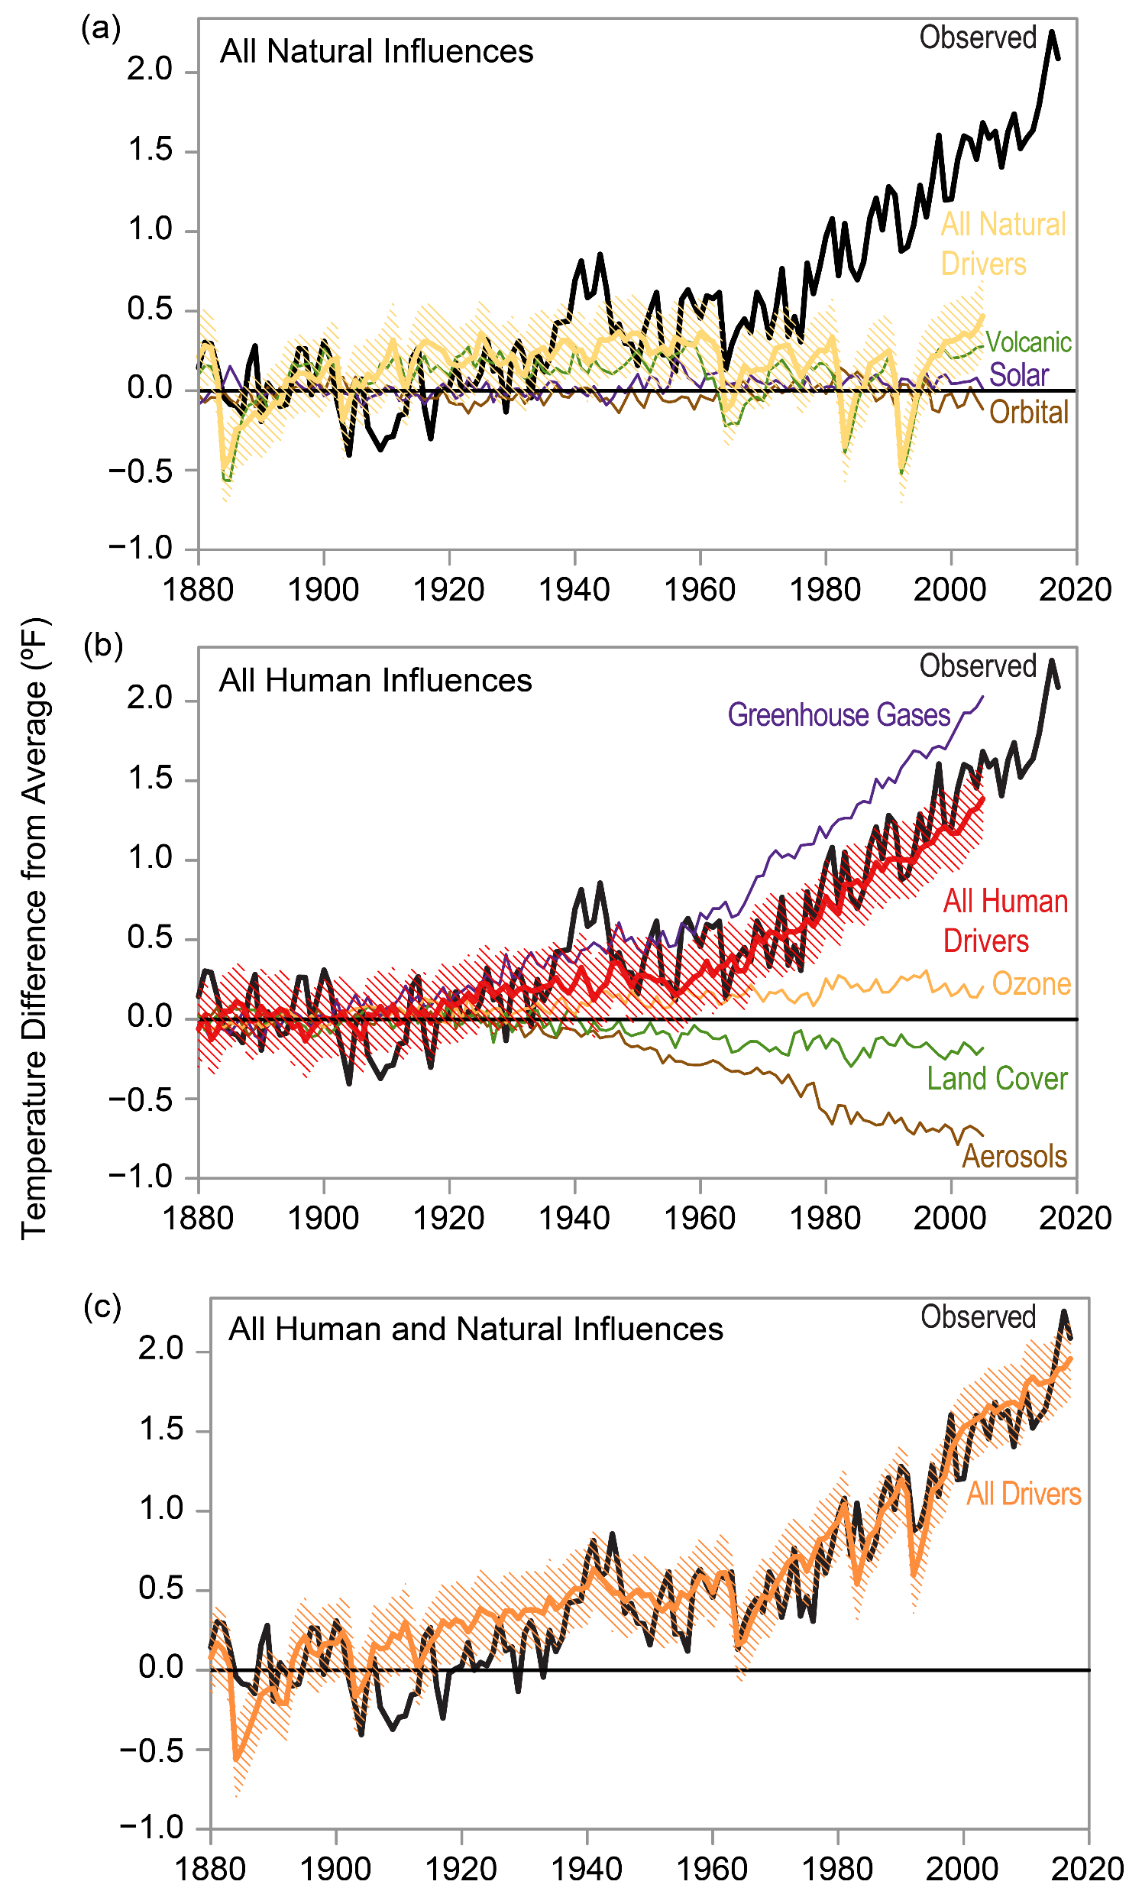 (a)
All Natural Influences
Observed
2.0
1.5
1.0
0.5
0.0
−0.5
−1.0
All Natural
Drivers
Volcanic
Solar
Orbital
1880 1900 1920 1940 1960 1980 2000 2020
Temperature Difference from Average (ºF)
(b)
All Human Influences
Observed
Greenhouse Gases
2.0
1.5
1.0
0.5
0.0
−0.5
−1.0
All Human
Drivers
Ozone
Land Cover
Aerosols
1880 1900 1920 1940 1960 1980 2000 2020
(c)
All Human and Natural Influences
Observed
2.0
1.5
1.0
0.5
0.0
−0.5
−1.0
All Drivers
1880 1900 1920 1940 1960 1980 2000 2020